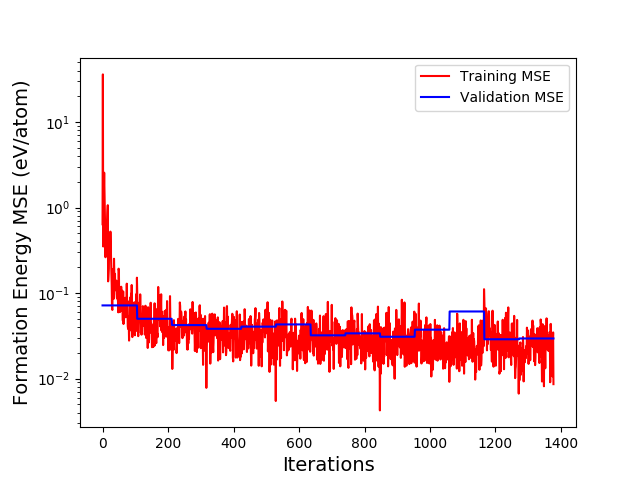 Training MSE
Validation MSE
Formation Energy MSE (eV/atom)
10¹
10⁰
10⁻¹
10⁻²
0 200 400 600 800 1000 1200 1400
Iterations